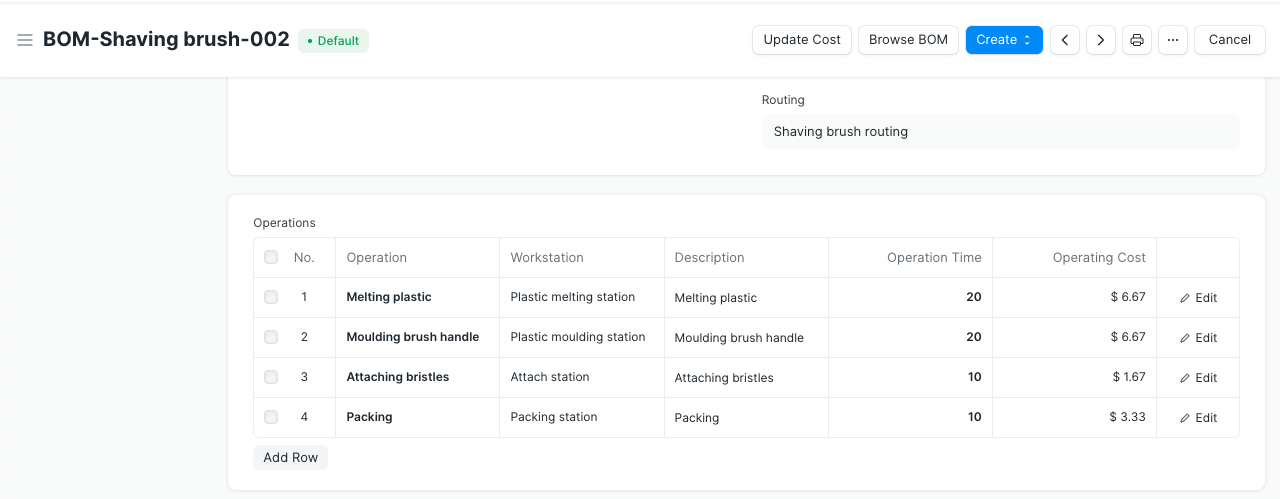 BOM-Shaving brush-002 • Default Update Cost Browse BOM Create Cancel
Routing
Shaving brush routing
Operations
No. Operation Workstation Description Operation Time Operating Cost
1 Melting plastic Plastic melting station Melting plastic 20 $ 6.67 Edit
2 Moulding brush handle Plastic moulding station Moulding brush handle 20 $ 6.67 Edit
3 Attaching bristles Attach station Attaching bristles 10 $ 1.67 Edit
4 Packing Packing station Packing 10 $ 3.33 Edit
Add Row